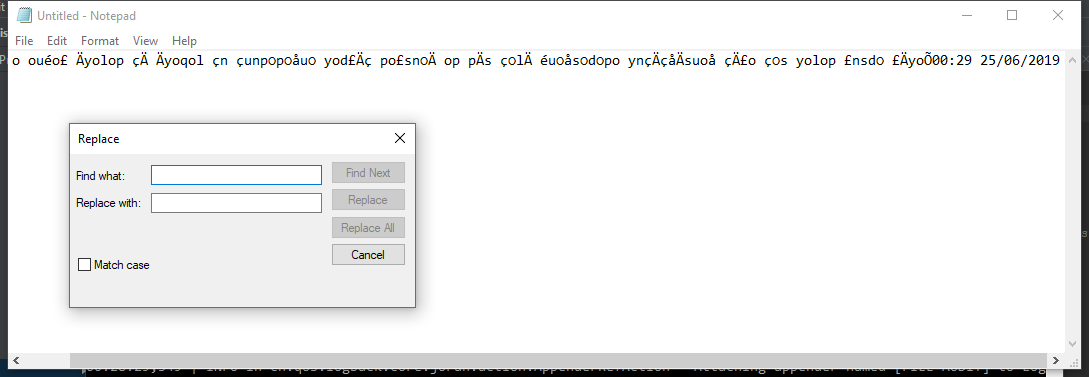 Untitled - Notepad
File Edit Format View Help
o ouéo£ Äyolop çÄ Äyoqol çn çunpopoåuo yod£Äç po£snoÄ op pÄs çolÄ éuoåsodopo ynçÄçåÄsuoå çÄ£o ços yolop £nsdo £ÄyoÕ00:29 25/06/2019
Replace
Find what:
Find Next
Replace with:
Replace
Replace All
Cancel
Match case